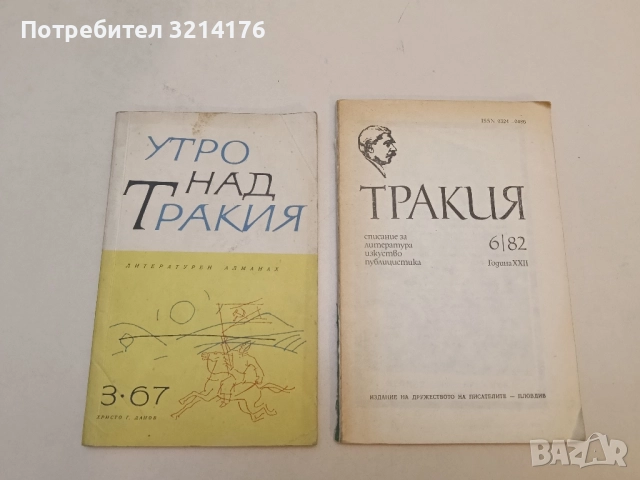 Потребител 3214176
УТРО
НАД
ТРАКИЯ
ЛИТЕРАТУРЕН АЛМАНАХ
3·67
ХРИСТО Г. ДАНОВ
ТРАКИЯ
списание за
литература
изкуство
публицистика
6|82
Година XXII
ИЗДАНИЕ НА ДРУЖЕСТВОТО НА ПИСАТЕЛИТЕ — ПЛОВДИВ
BAZAR